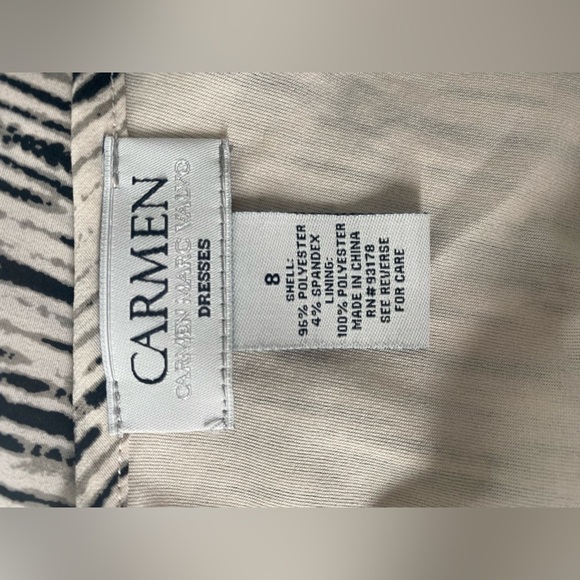 CARMEN
CARMEN MARC VALVO
DRESSES
8
SHELL:
96% POLYESTER
4% SPANDEX
LINING:
100% POLYESTER
MADE IN CHINA
RN#93178
SEE REVERSE
FOR CARE